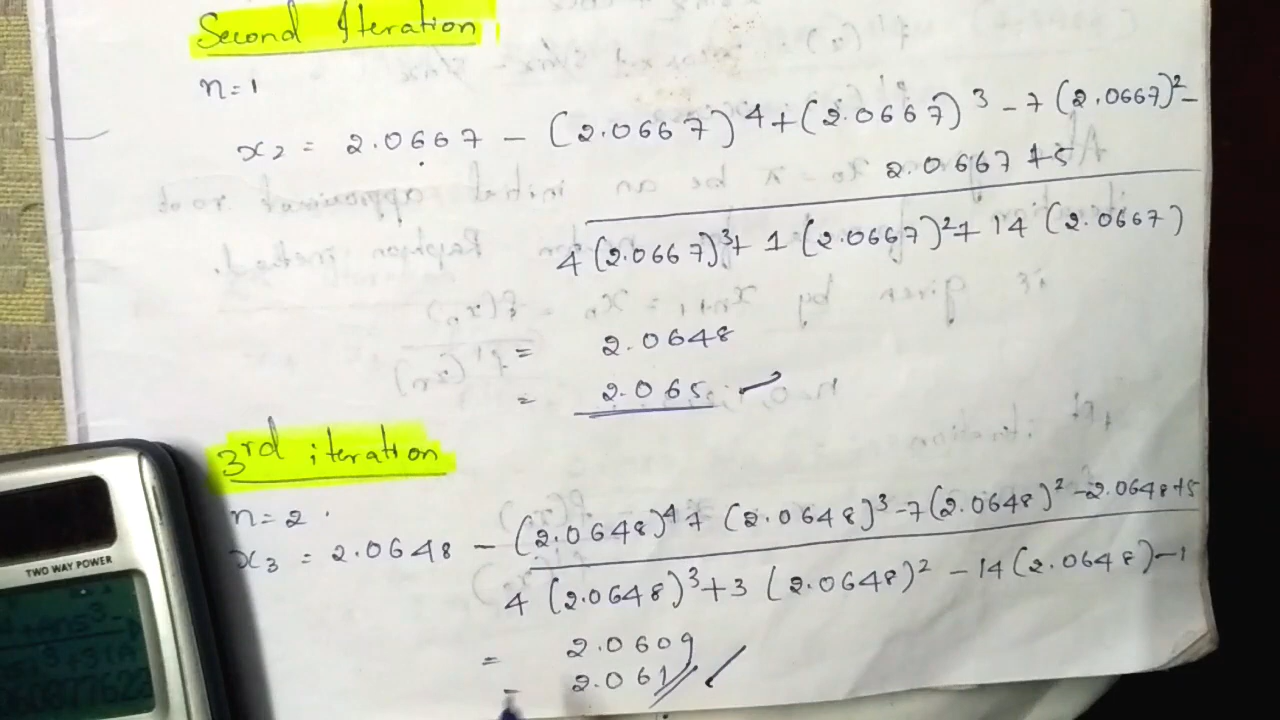 Second Iteration
n=1
x₂ = 2.0667 - (2.0667)⁴+(2.0667)³ - 7(2.0667)² -
2.0667+5
4(2.0667)³+ 1(2.0667)²+ 14(2.0667)
= 2.0648
= 2.065
3rd iteration
n=2
x₃ = 2.0648 - (2.0648)⁴+ (2.0648)³-7(2.0648)²-2.0648+5
4(2.0648)³+3(2.0648)² -14(2.0648)-1
= 2.0609
= 2.061
TWO WAY POWER